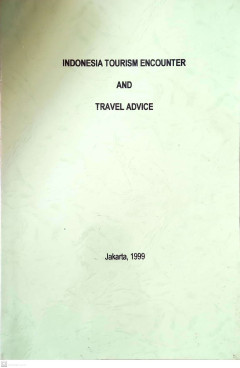 INDONESIA TOURISM ENCOUNTER
AND
TRAVEL ADVICE
Jakarta, 1999